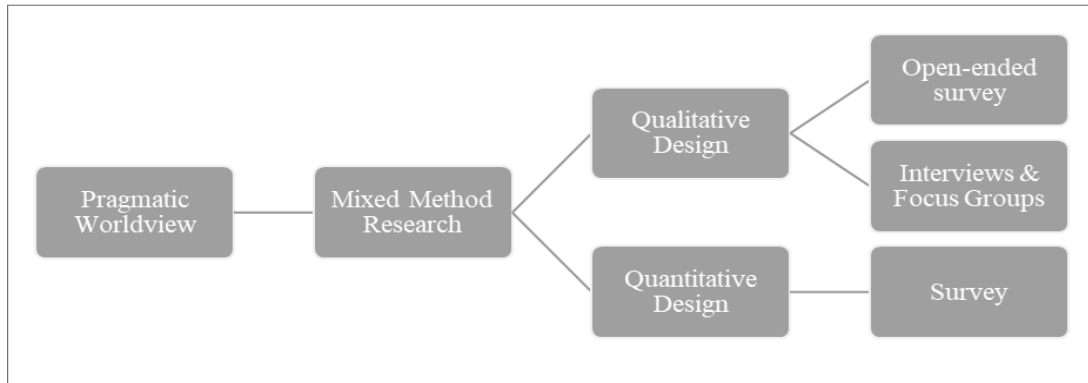 Pragmatic
Worldview
Mixed Method
Research
Qualitative
Design
Open-ended
survey
Interviews &
Focus Groups
Quantitative
Design
Survey